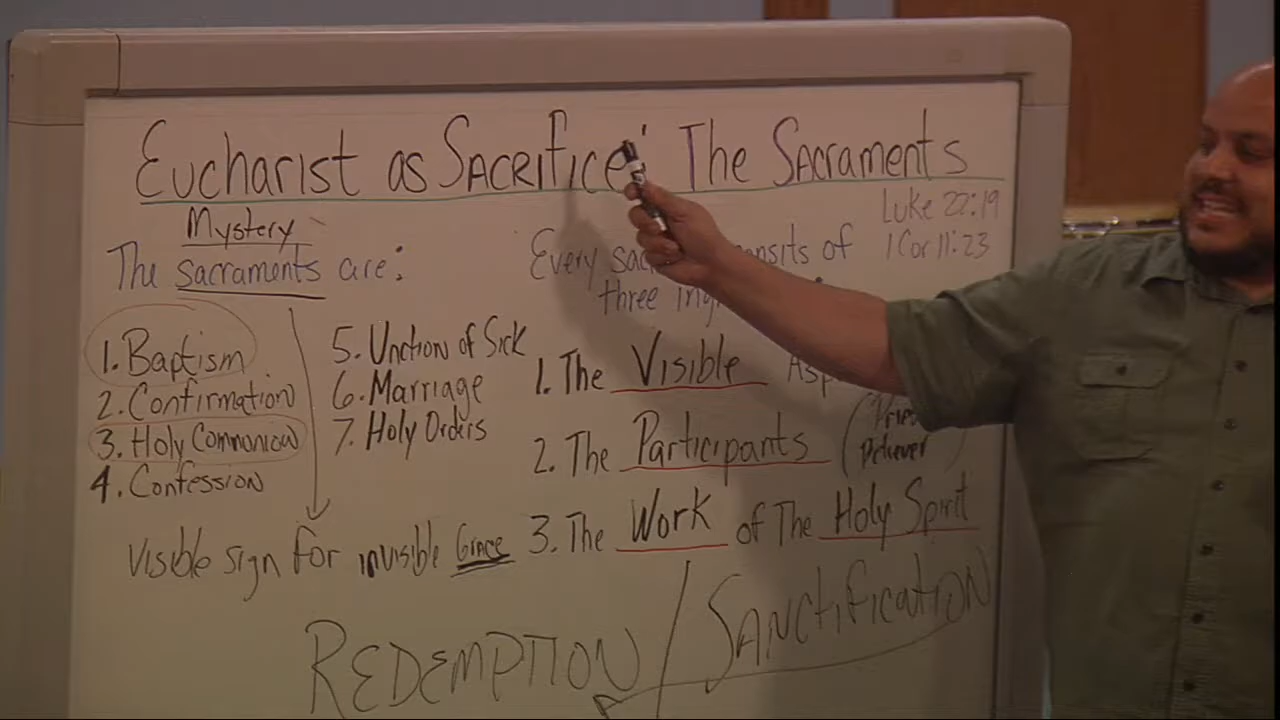 Eucharist as Sacrifice: The Sacraments
Mystery
The sacraments are:
1. Baptism
2. Confirmation
3. Holy Communion
4. Confession
5. Unction of Sick
6. Marriage
7. Holy Orders
Visible sign for invisible Grace
Luke 22:19
1 Cor 11:23
Every of
three
1. The Visible
2. The Participants
3. The Work of The Holy Spirit
REDEMPTION / SANCTIFICATION